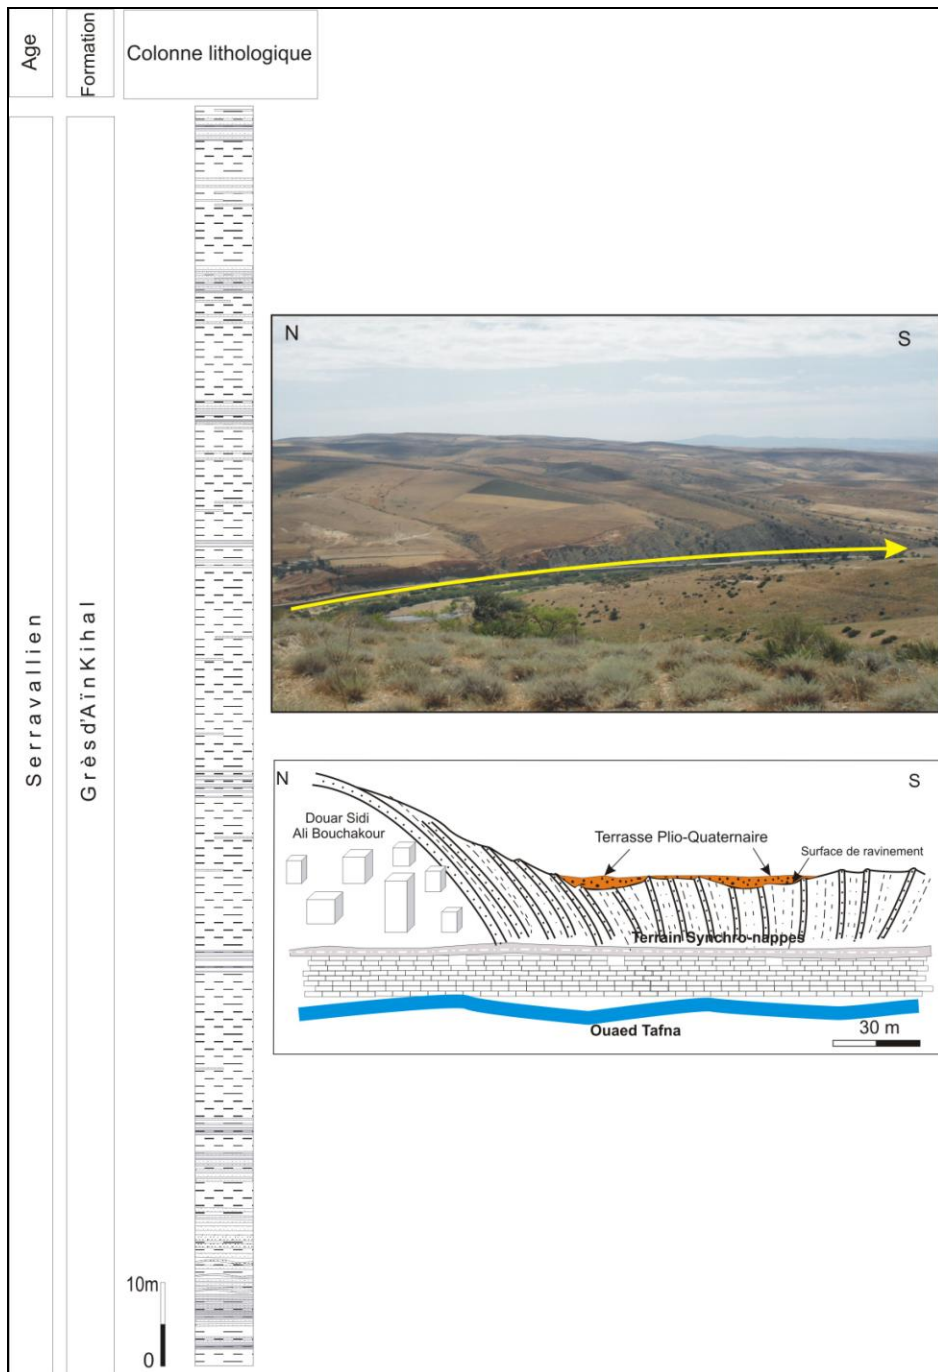 Age
Formation
Colonne lithologique
Serravallien
Grès d'Aïn Kihal
N
S
N
S
Douar Sidi
Ali Bouchakour
Terrasse Plio-Quaternaire
Surface de ravinement
Terrain Synchro-nappes
Ouaed Tafna
30 m
10m
0